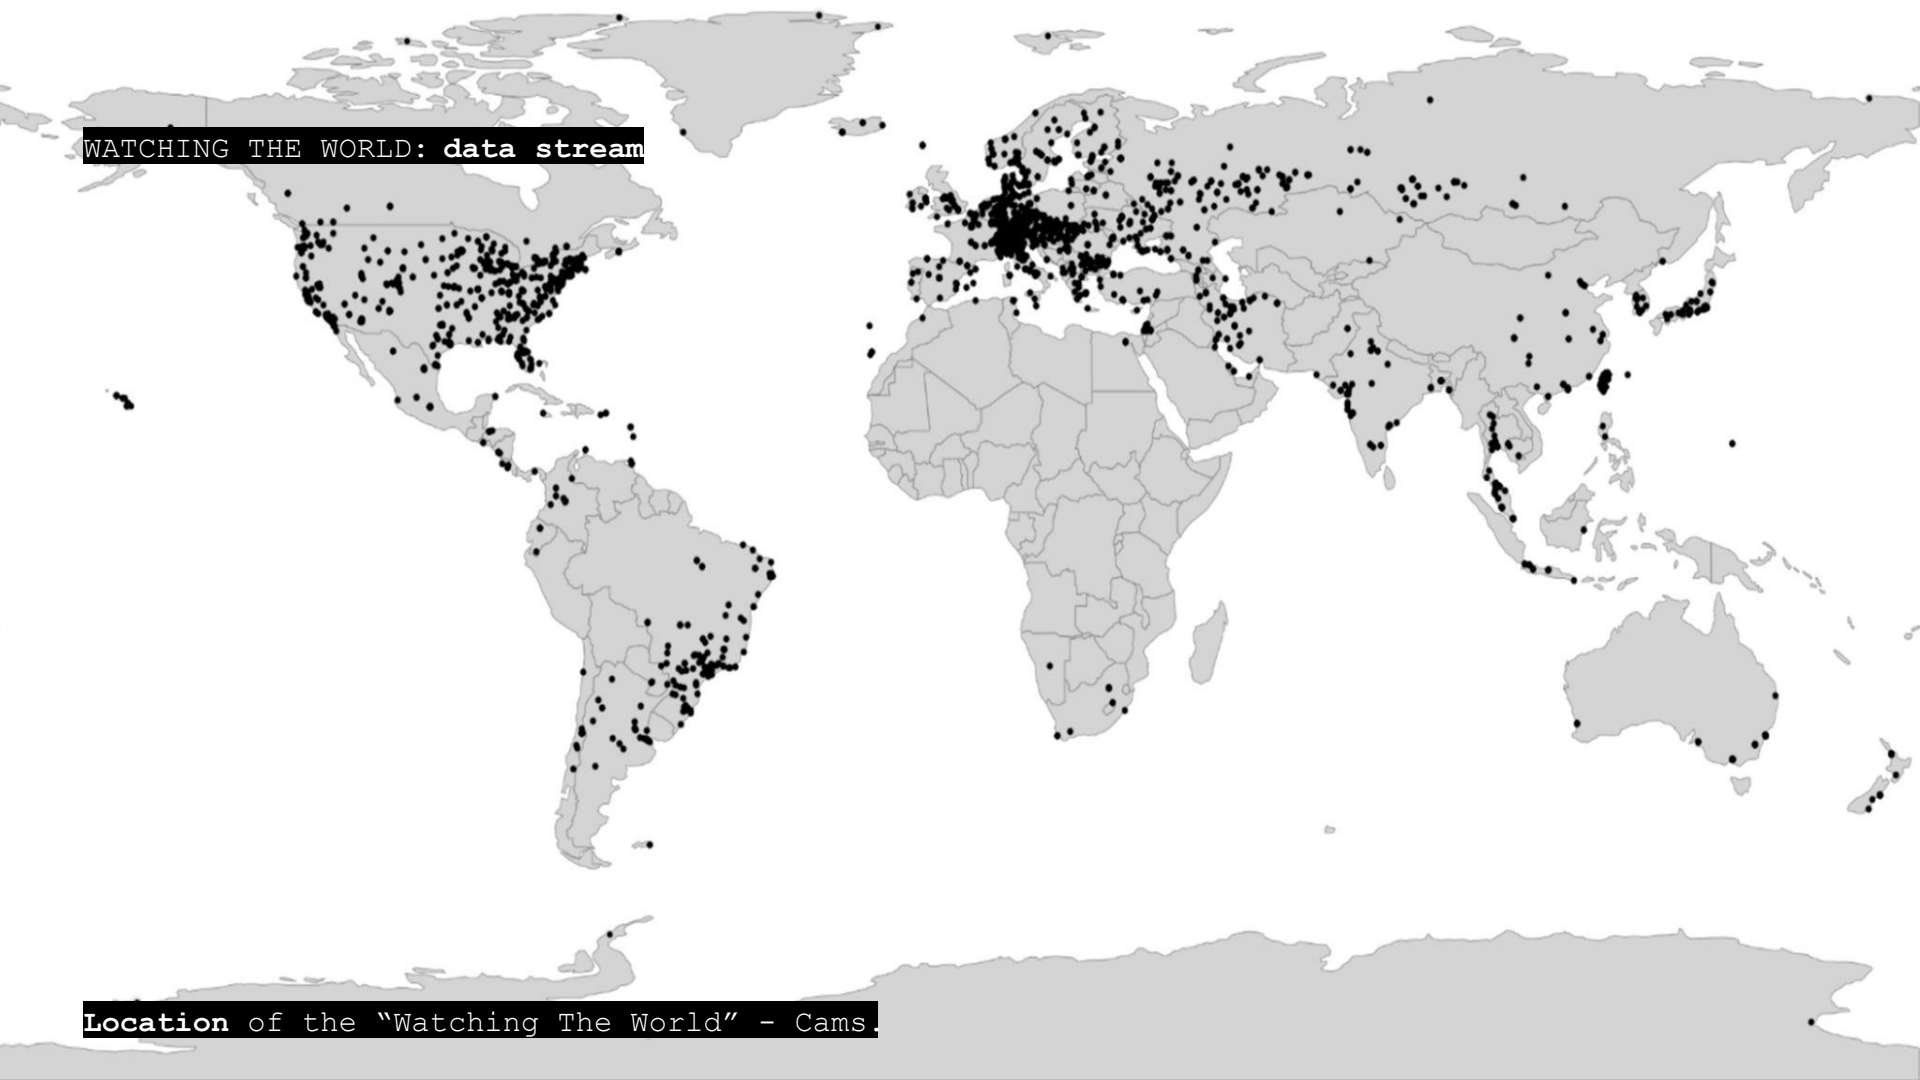 WATCHING THE WORLD: data stream
Location of the “Watching The World” - Cams.